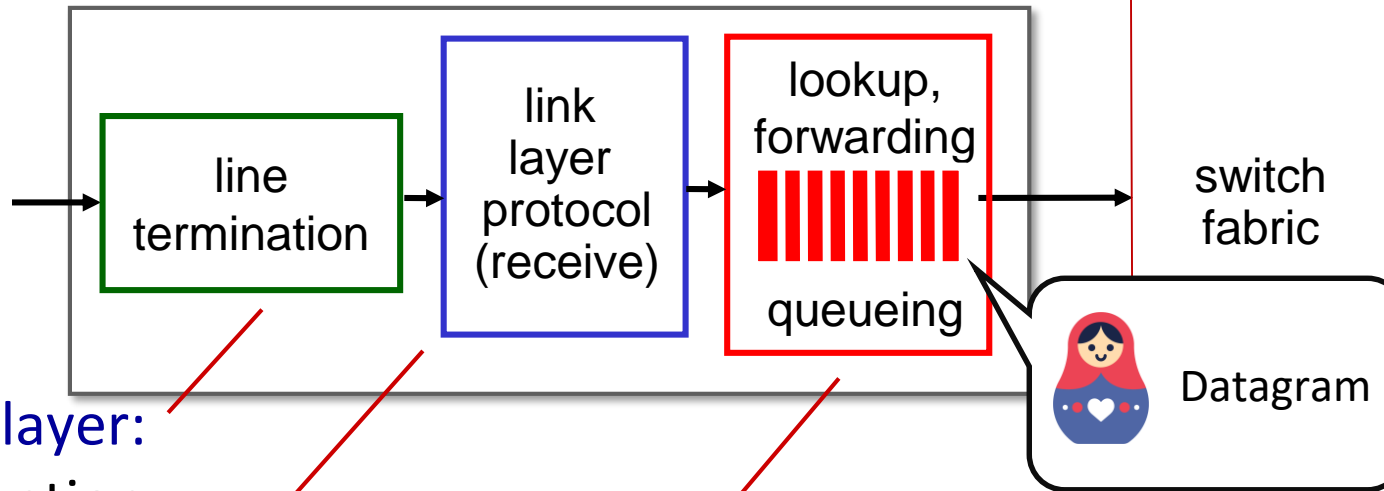 line
termination
link
layer
protocol
(receive)
lookup,
forwarding
queueing
switch
fabric
Datagram
layer: